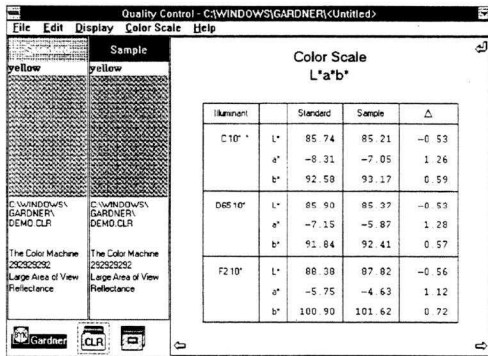 Quality Control - C:\WINDOWS\GARDNER\<Untitled>
File Edit Display Color Scale Help
Sample
yellow
yellow
C:\WINDOWS\
GARDNER\
DEMO.CLR
C:\WINDOWS\
GARDNER\
DEMO.CLR
The Color Machine
292929292
Large Area of View
Reflectance
The Color Machine
292929292
Large Area of View
Reflectance
Gardner
CLR
Color Scale
L*a*b*
Illuminant Standard Sample Δ
C 10° L* 85.74 85.21 -0.53
a* -8.31 -7.05 1.26
b* 92.58 93.17 0.59
D65 10° L* 85.90 85.37 -0.53
a* -7.15 -5.87 1.28
b* 91.84 92.41 0.57
F2 10° L* 88.38 87.82 -0.56
a* -5.75 -4.63 1.12
b* 100.90 101.62 0.72